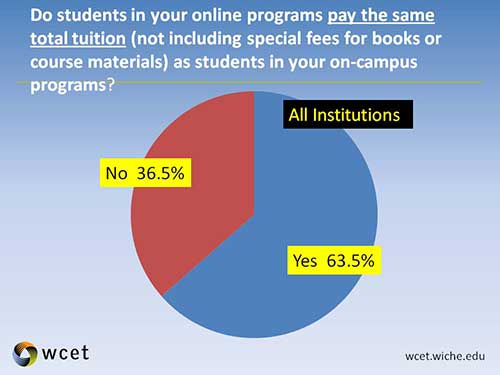 Do students in your online programs pay the same
total tuition (not including special fees for books or
course materials) as students in your on-campus
programs?
All Institutions
No 36.5%
Yes 63.5%
wcet
wcet.wiche.edu